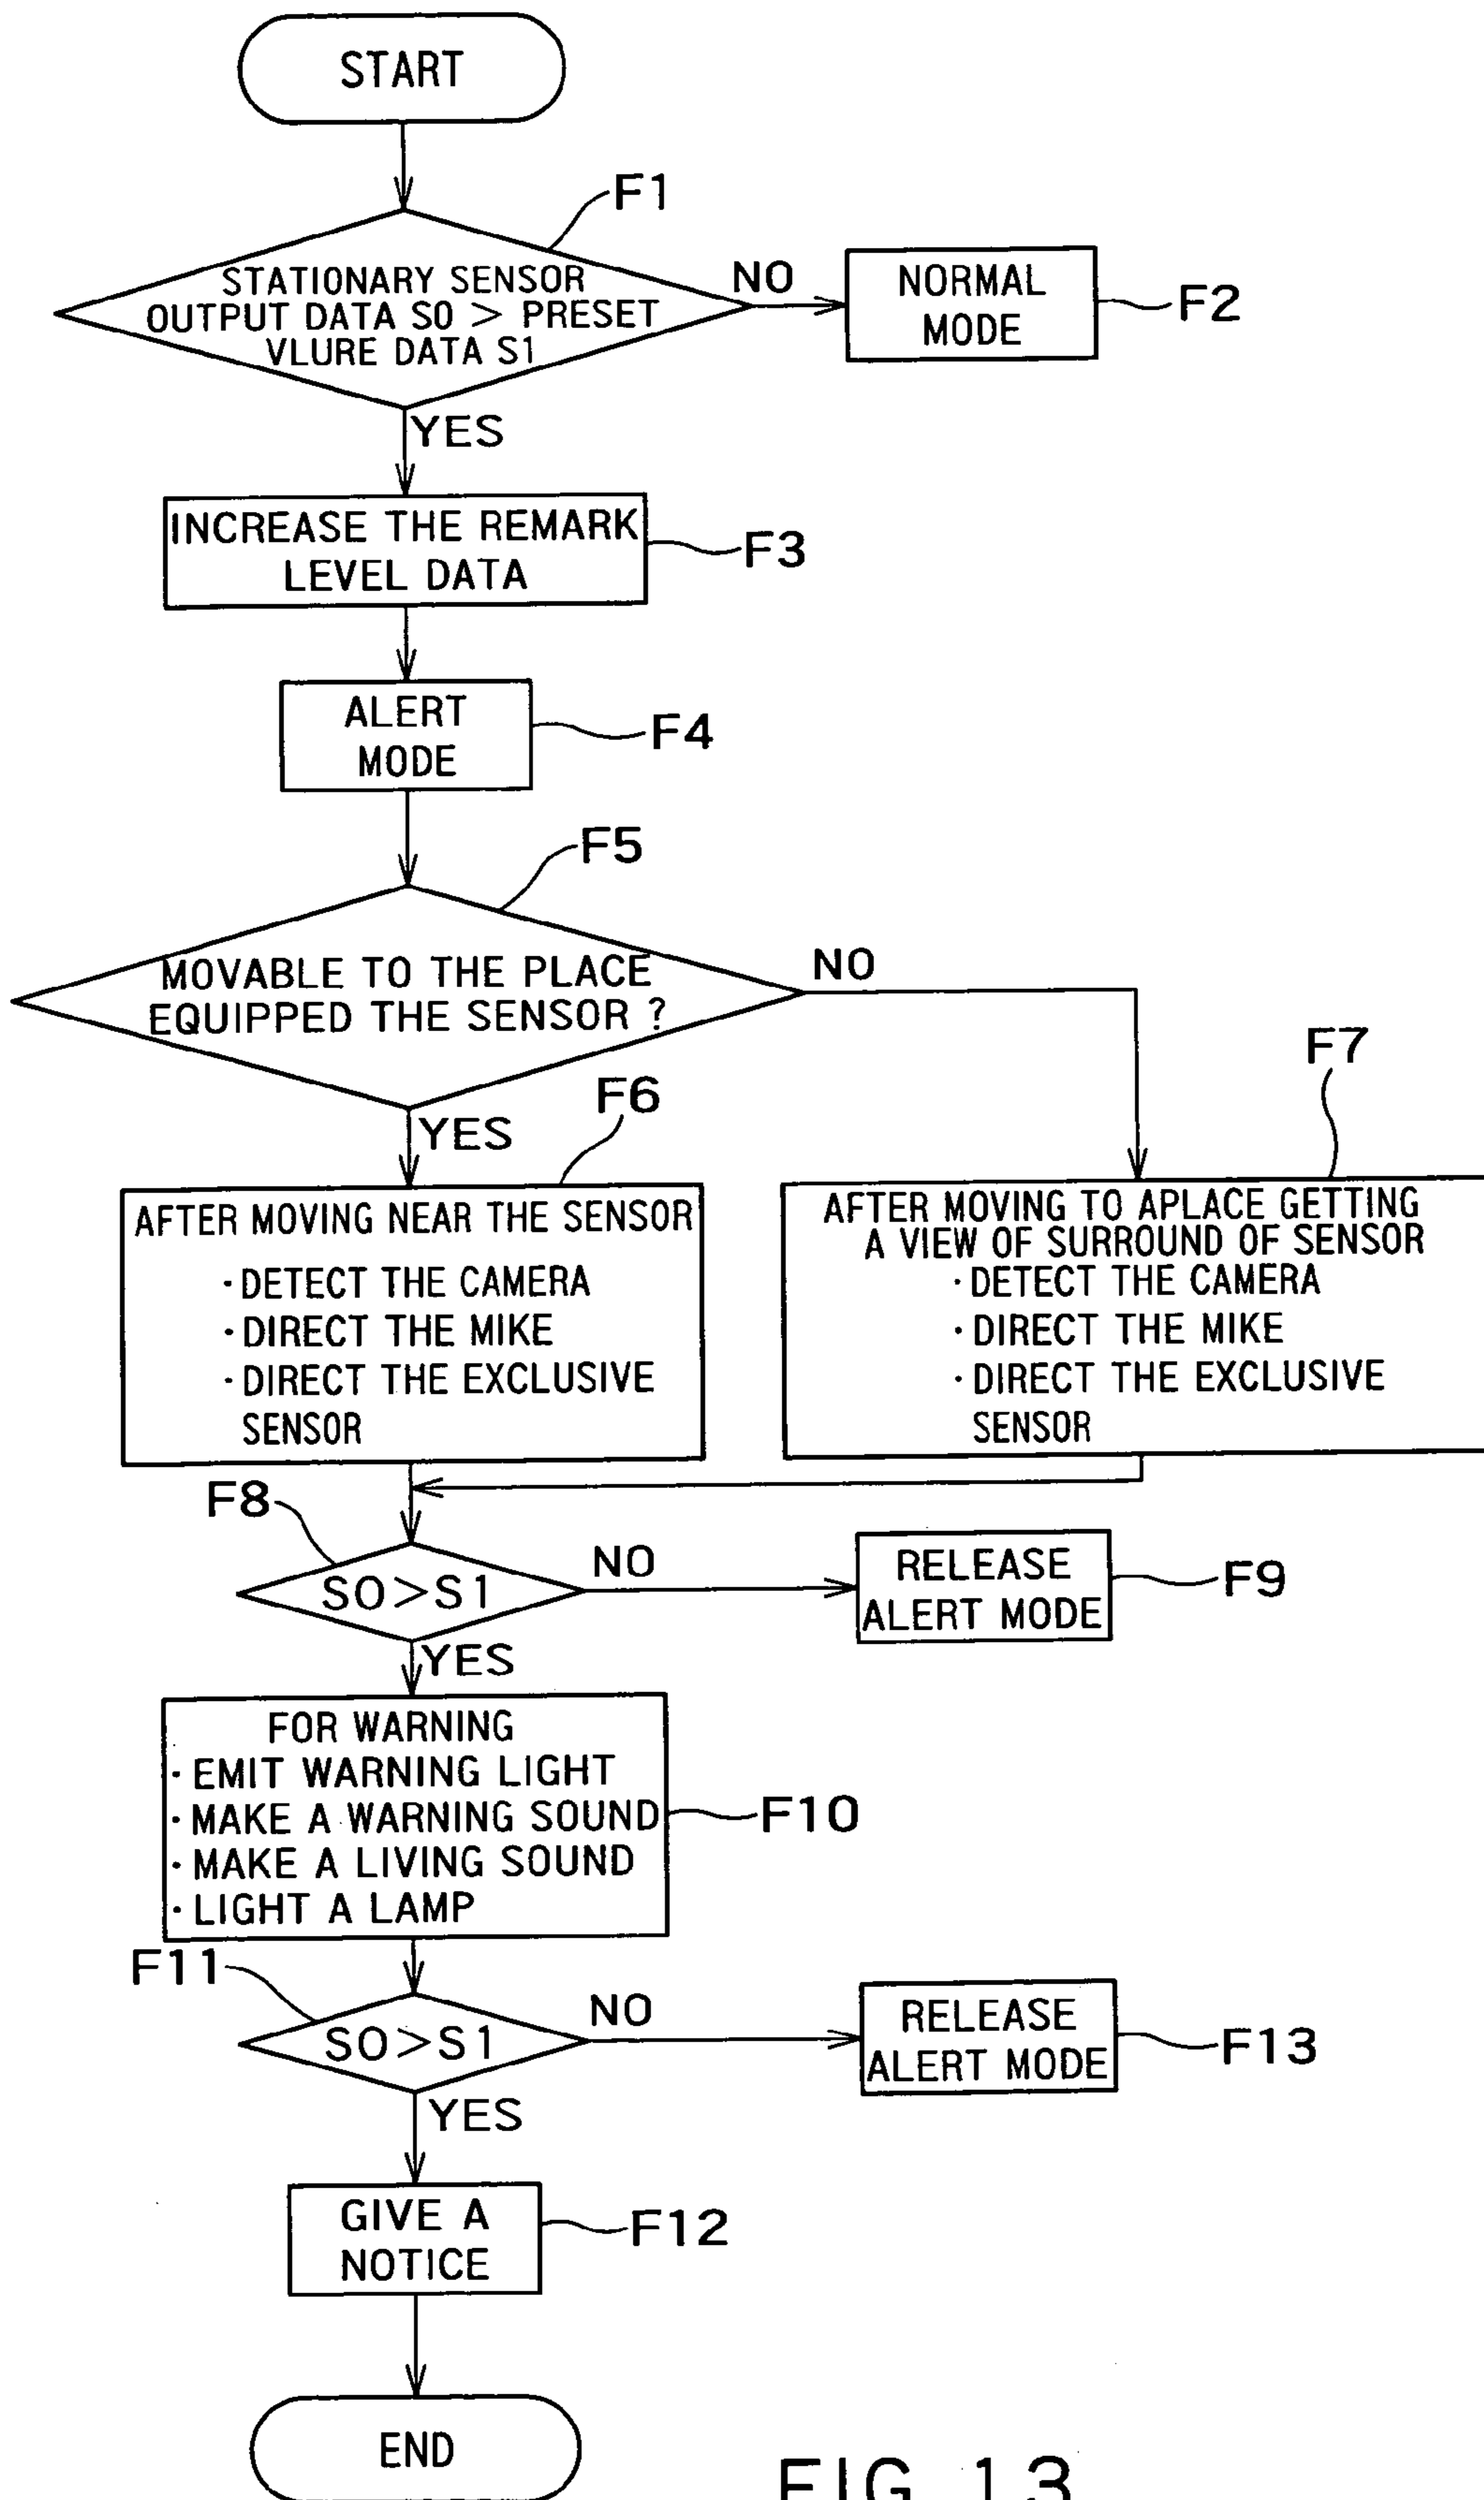 START
F1
STATIONARY SENSOR
OUTPUT DATA S0 > PRESET
VLURE DATA S1
NO
NORMAL
MODE
F2
YES
INCREASE THE REMARK
LEVEL DATA
F3
ALERT
MODE
F4
F5
MOVABLE TO THE PLACE
EQUIPPED THE SENSOR ?
NO
YES
F6
F7
AFTER MOVING NEAR THE SENSOR
· DETECT THE CAMERA
· DIRECT THE MIKE
· DIRECT THE EXCLUSIVE
SENSOR
AFTER MOVING TO APLACE GETTING
A VIEW OF SURROUND OF SENSOR
· DETECT THE CAMERA
· DIRECT THE MIKE
· DIRECT THE EXCLUSIVE
SENSOR
F8
S0>S1
NO
RELEASE
ALERT MODE
F9
YES
FOR WARNING
· EMIT WARNING LIGHT
· MAKE A WARNING SOUND
· MAKE A LIVING SOUND
· LIGHT A LAMP
F10
F11
S0>S1
NO
RELEASE
ALERT MODE
F13
YES
GIVE A
NOTICE
F12
END
FIG. 13